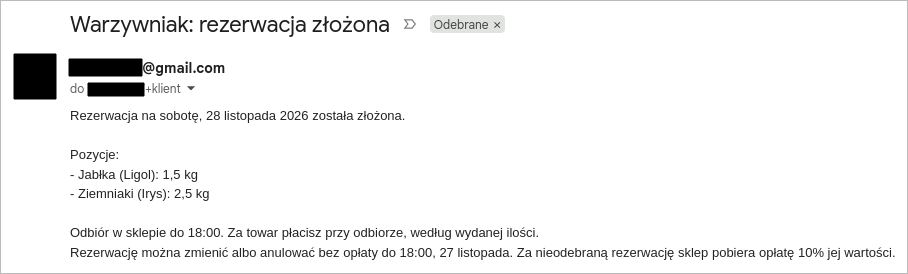 Warzywniak: rezerwacja złożona
Odebrane ×
@gmail.com
do +klient
Rezerwacja na sobotę, 28 listopada 2026 została złożona.
Pozycje:
- Jabłka (Ligol): 1,5 kg
- Ziemniaki (Irys): 2,5 kg
Odbiór w sklepie do 18:00. Za towar płacisz przy odbiorze, według wydanej ilości.
Rezerwację można zmienić albo anulować bez opłaty do 18:00, 27 listopada. Za nieodebraną rezerwację sklep pobiera opłatę 10% jej wartości.